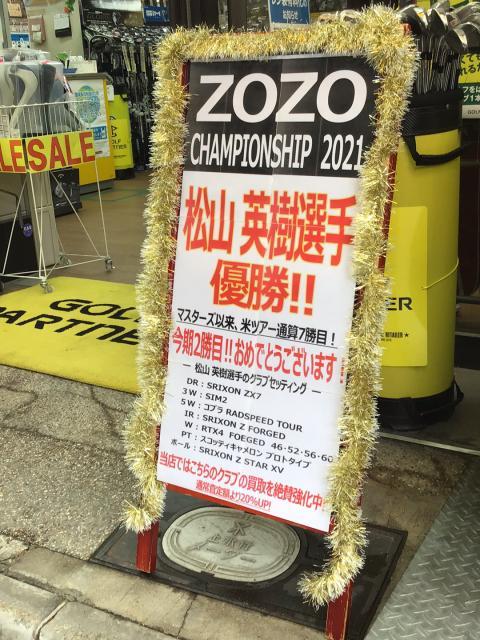 ZOZO
CHAMPIONSHIP 2021
松山 英樹選手
優勝!!
マスターズ以来、米ツアー通算7勝目!
今期2勝目!!おめでとうございます!
― 松山 英樹選手のクラブセッティング ―
DR:SRIXON ZX7
3W:SIM2
5W:コブラ RADSPEED TOUR
IR:SRIXON Z FORGED
W:RTX4 FOEGED 46・52・56・60
PT:スコッティキャメロン プロトタイプ
ボール:SRIXON Z STAR XV
当店ではこちらのクラブの買取を絶賛強化中!
通常査定額より20%UP!
LESALE
GOLF
PARTNER